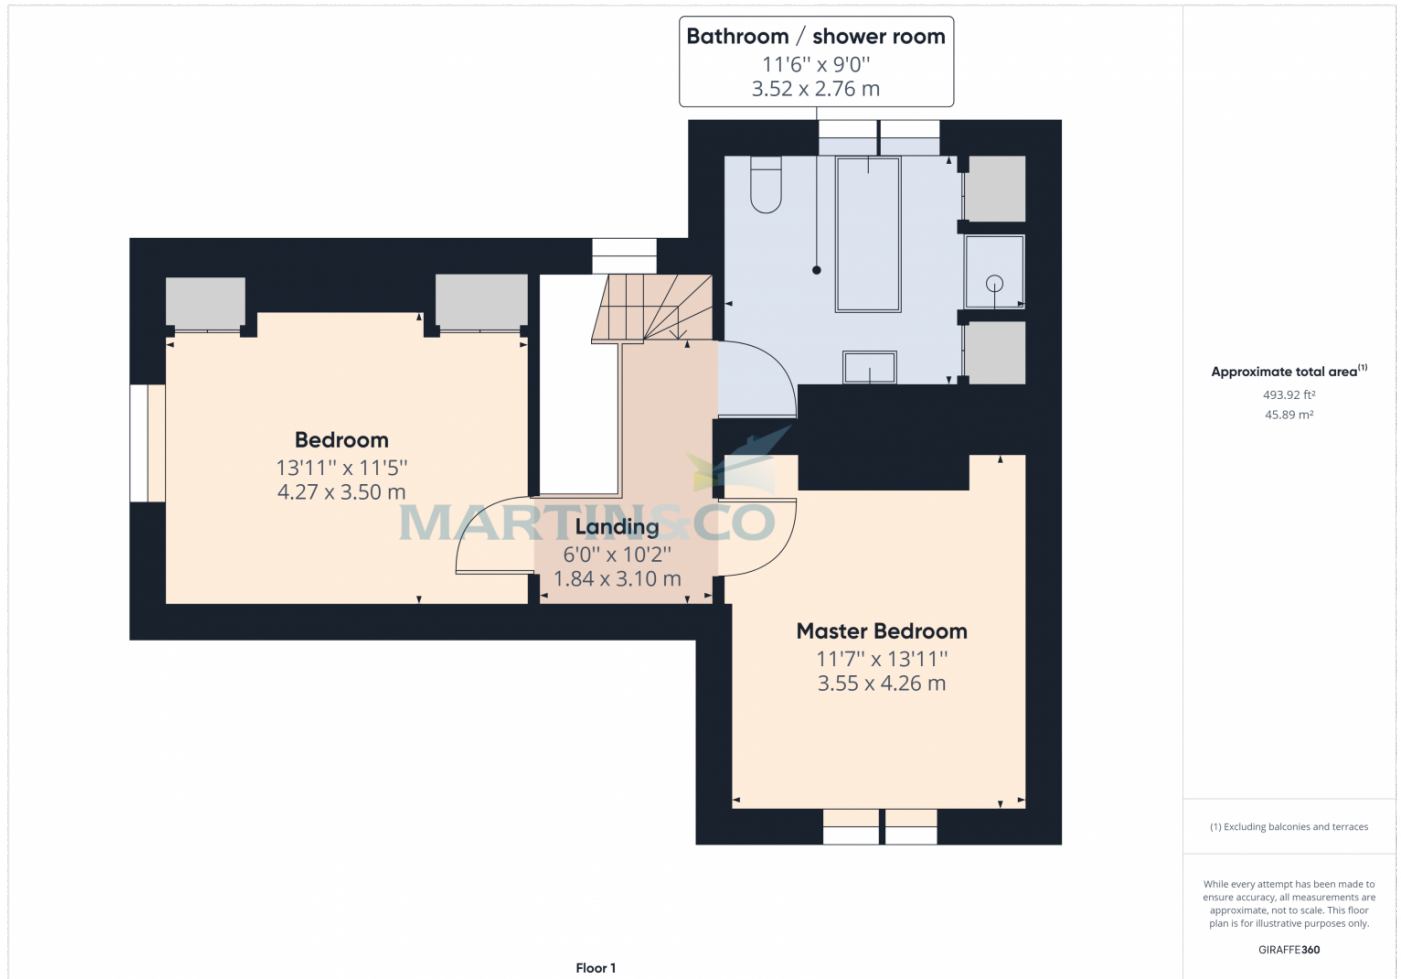 Bathroom / shower room
11'6" x 9'0"
3.52 x 2.76 m
Bedroom
13'11" x 11'5"
4.27 x 3.50 m
MARTIN&CO
Landing
6'0" x 10'2"
1.84 x 3.10 m
Master Bedroom
11'7" x 13'11"
3.55 x 4.26 m
Floor 1
Approximate total area(1)
493.92 ft²
45.89 m²
(1) Excluding balconies and terraces
While every attempt has been made to
ensure accuracy, all measurements are
approximate, not to scale. This floor
plan is for illustrative purposes only.
GIRAFFE360